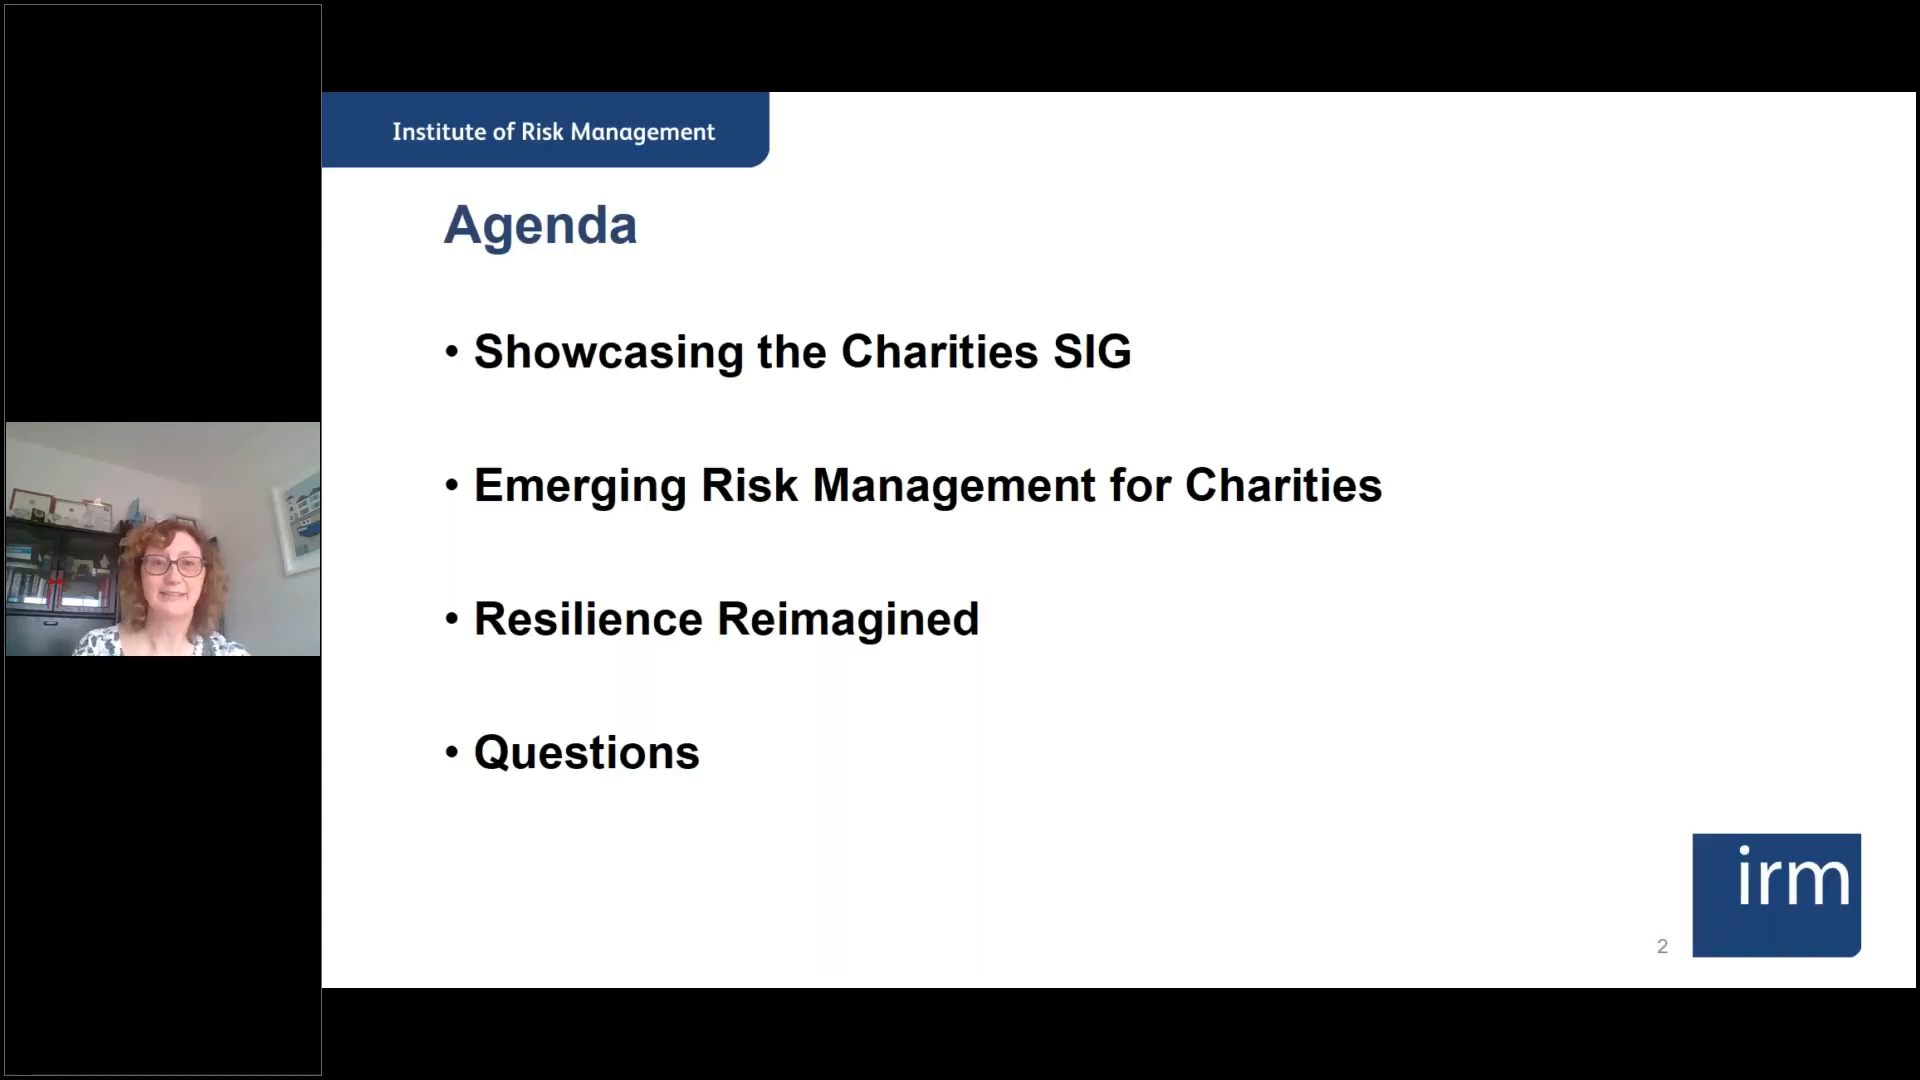 Institute of Risk Management
Agenda
• Showcasing the Charities SIG
• Emerging Risk Management for Charities
• Resilience Reimagined
• Questions
irm
2